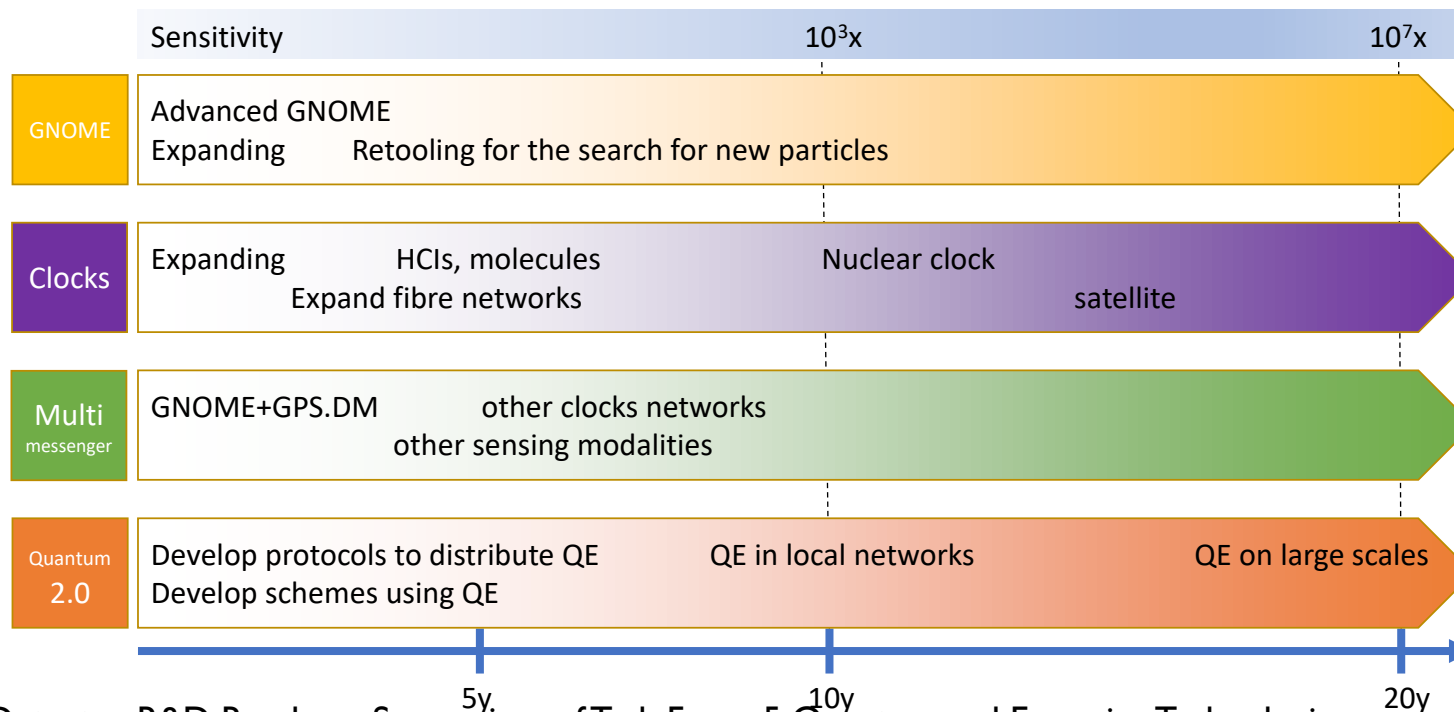 Sensitivity 10³x 10⁷x
GNOME
Advanced GNOME
Expanding Retooling for the search for new particles
Clocks
Expanding HCIs, molecules Nuclear clock
Expand fibre networks satellite
Multi
messenger
GNOME+GPS.DM other clocks networks
other sensing modalities
Quantum
2.0
Develop protocols to distribute QE QE in local networks QE on large scales
Develop schemes using QE
5y 10y 20y
R&D